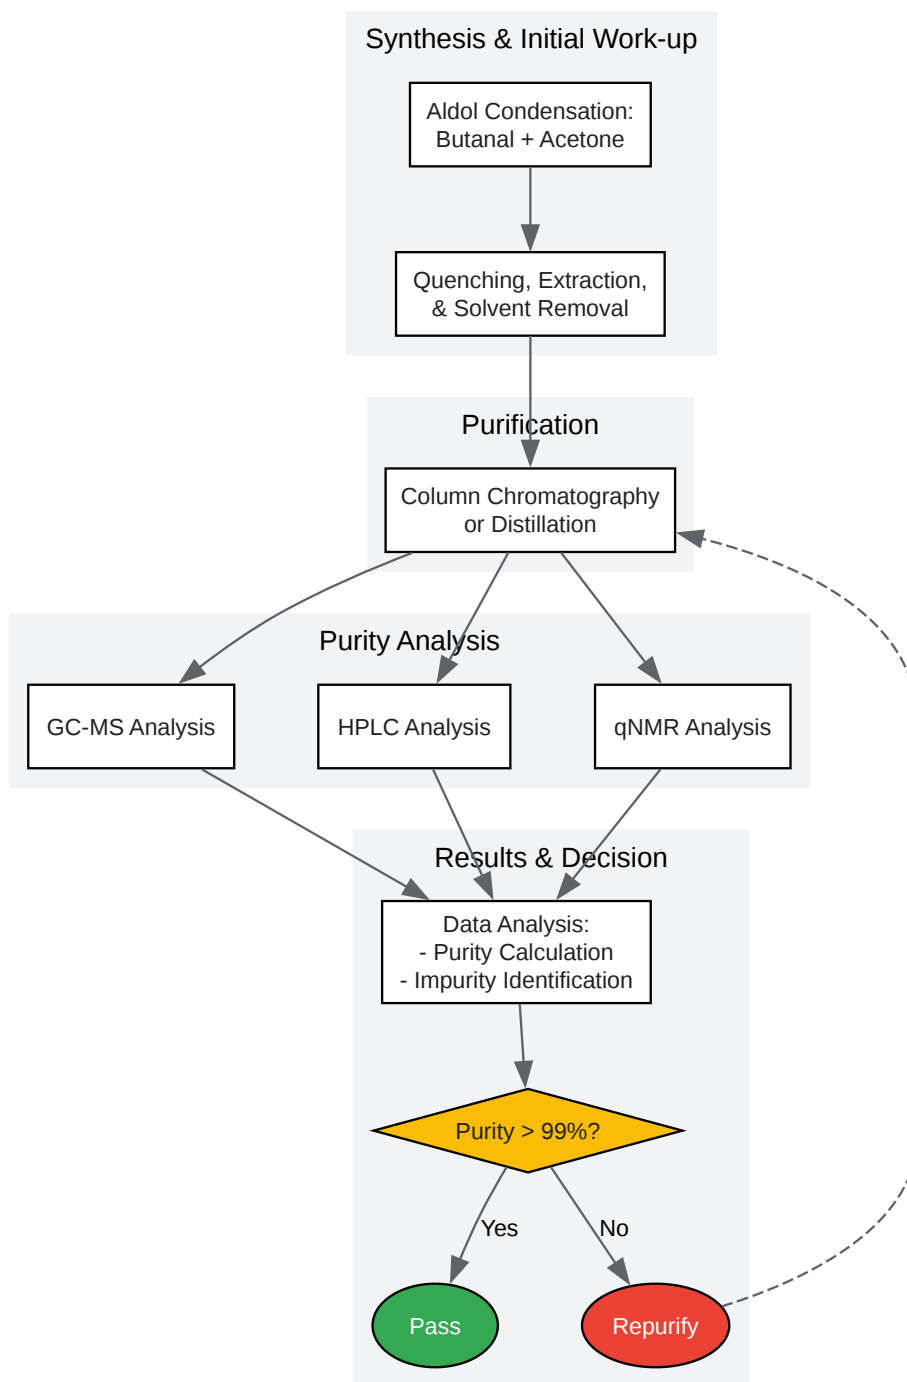 Synthesis & Initial Work-up
Aldol Condensation:
Butanal + Acetone
Quenching, Extraction,
& Solvent Removal
Purification
Column Chromatography
or Distillation
Purity Analysis
GC-MS Analysis
HPLC Analysis
qNMR Analysis
Results & Decision
Data Analysis:
- Purity Calculation
- Impurity Identification
Purity > 99%?
Yes
No
Pass
Repurify